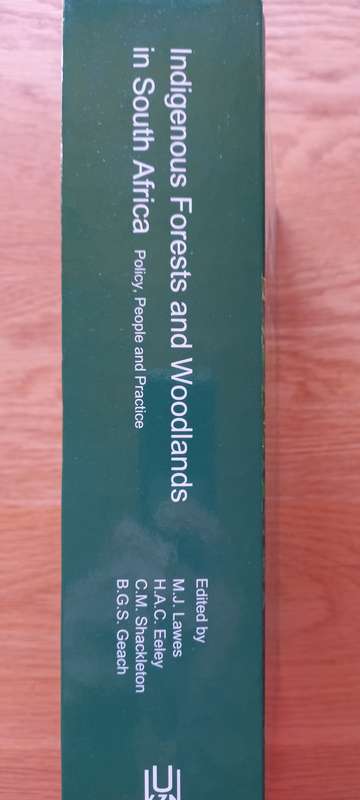 Indigenous Forests and Woodlands
in South Africa Policy, People and Practice
Edited by
M.J. Lawes
H.A.C. Eeley
C.M. Shackleton
B.G.S. Geach